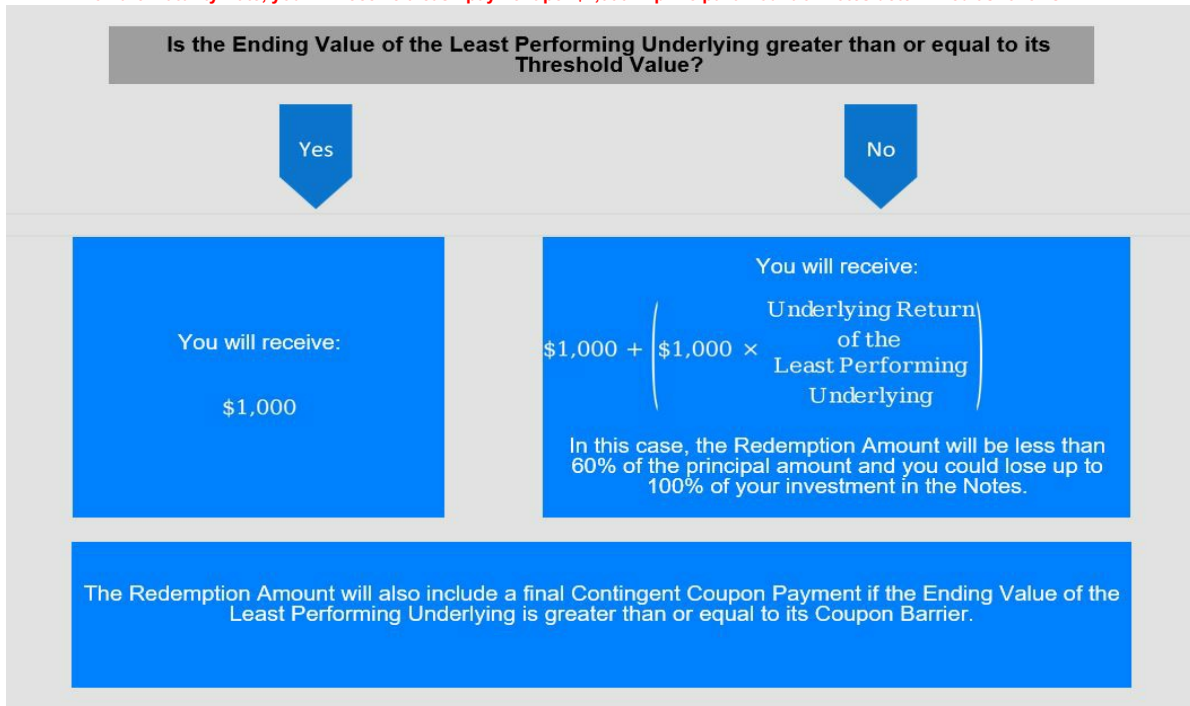 Is the Ending Value of the Least Performing Underlying greater than or equal to its
Threshold Value?
Yes
No
You will receive:
$1,000
You will receive:
$1,000 + ($1,000 × Underlying Return
of the
Least Performing
Underlying)
In this case, the Redemption Amount will be less than
60% of the principal amount and you could lose up to
100% of your investment in the Notes.
The Redemption Amount will also include a final Contingent Coupon Payment if the Ending Value of the
Least Performing Underlying is greater than or equal to its Coupon Barrier.